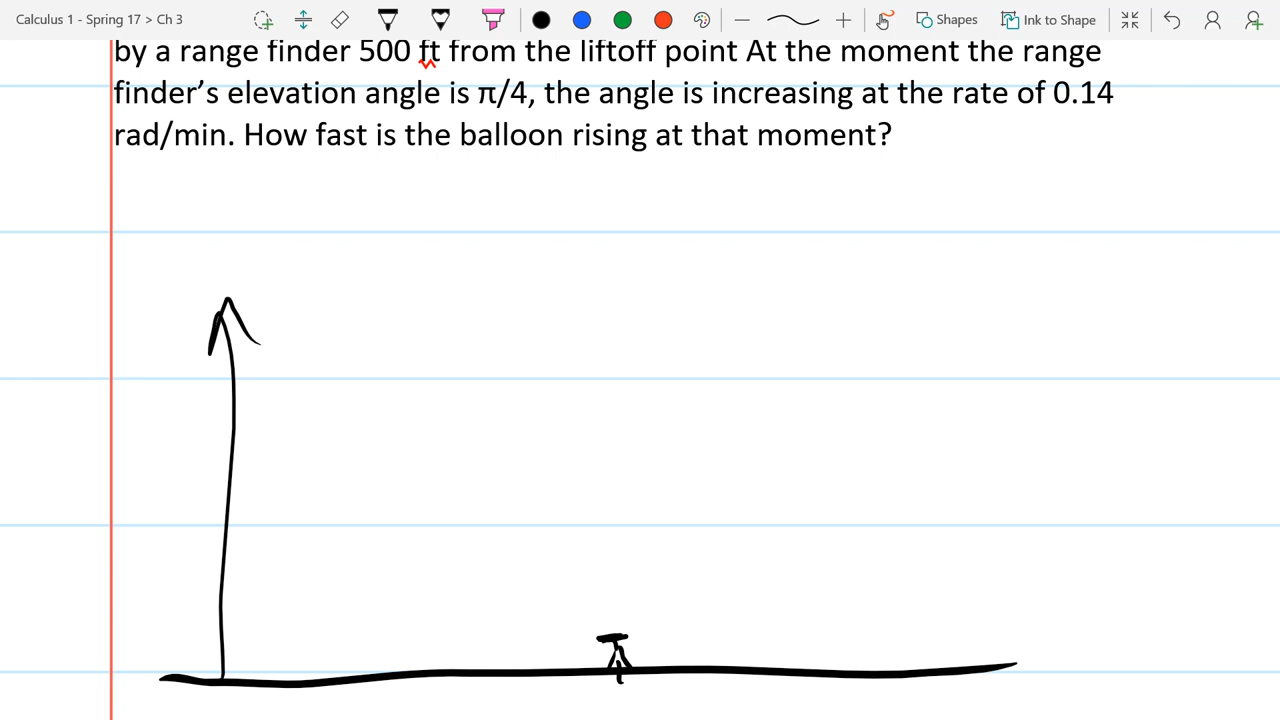 Calculus 1 - Spring 17 > Ch 3
Shapes
Ink to Shape
by a range finder 500 ft from the liftoff point At the moment the range
finder’s elevation angle is π/4, the angle is increasing at the rate of 0.14
rad/min. How fast is the balloon rising at that moment?